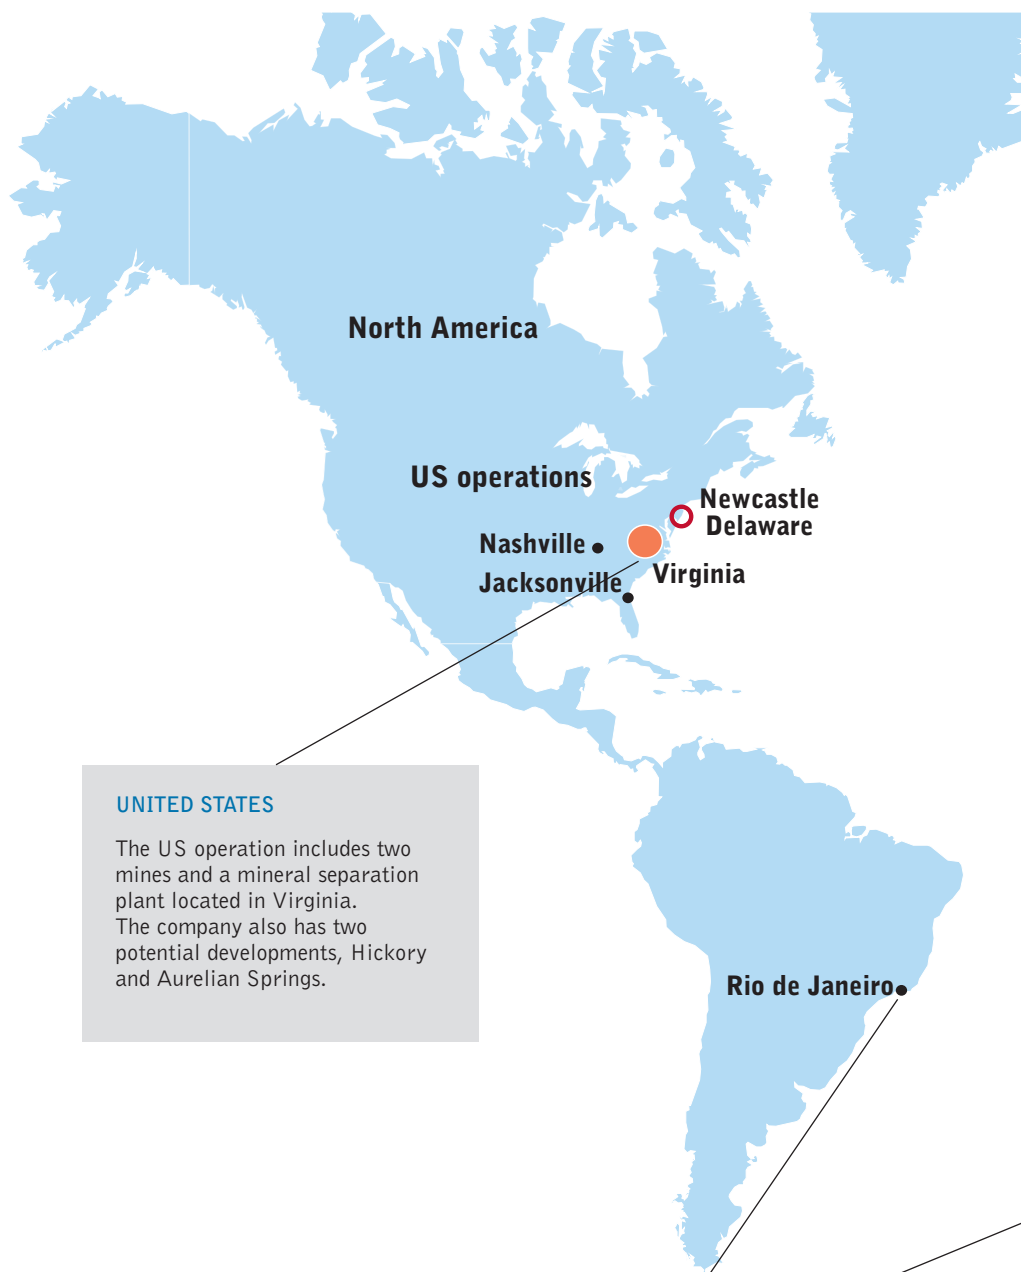 North America
US operations
Newcastle
Delaware
Nashville
Virginia
Jacksonville
UNITED STATES
The US operation includes two
mines and a mineral separation
plant located in Virginia.
The company also has two
potential developments, Hickory
and Aurelian Springs.
Rio de Janeiro